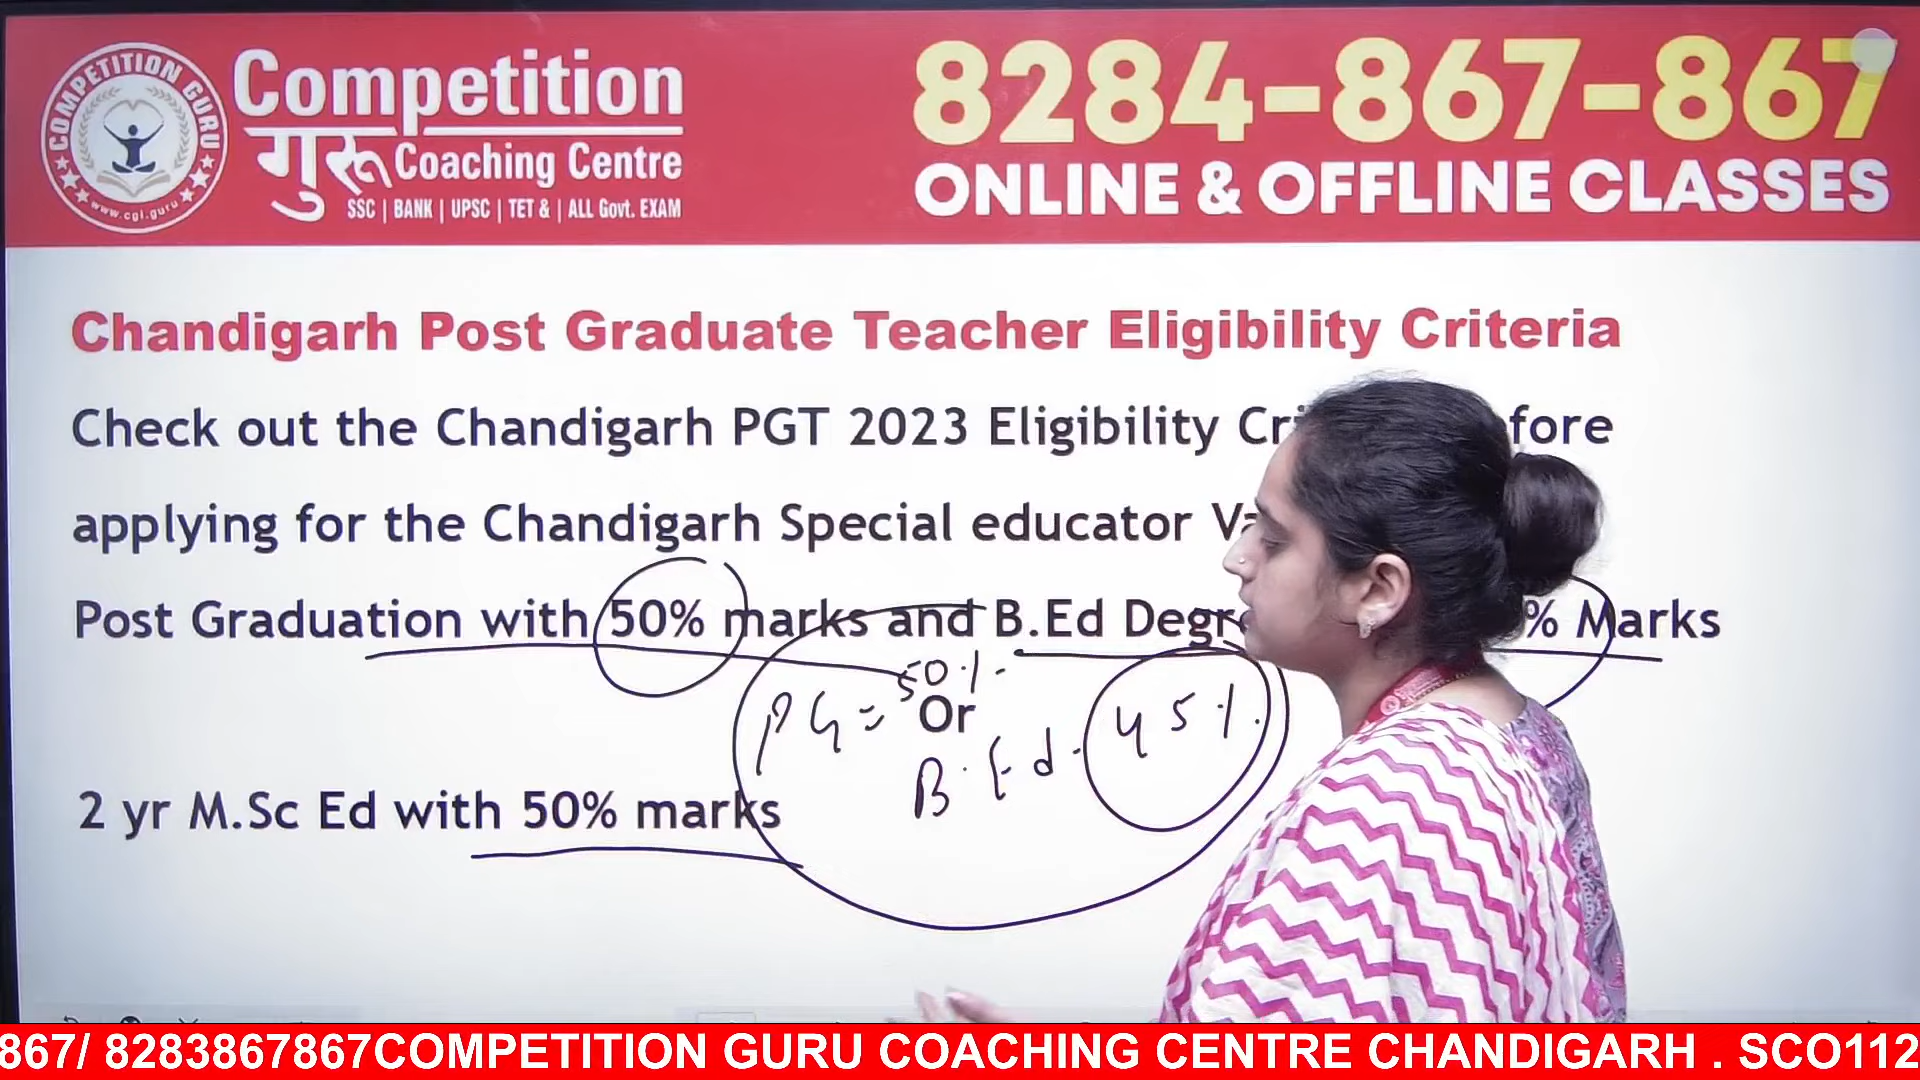 COMPETITION GURU
www.cgl.guru
Competition
गुरू Coaching Centre
SSC | BANK | UPSC | TET & | ALL Govt. EXAM
8284-867-867
ONLINE & OFFLINE CLASSES
Chandigarh Post Graduate Teacher Eligibility Criteria
Check out the Chandigarh PGT 2023 Eligibility
applying for the Chandigarh Special educator
Post Graduation with 50% marks and B.Ed % Marks
50%.
PG = Or 45%.
B.Ed.
2 yr M.Sc Ed with 50% marks
867/ 8283867867COMPETITION GURU COACHING CENTRE CHANDIGARH . SCO112